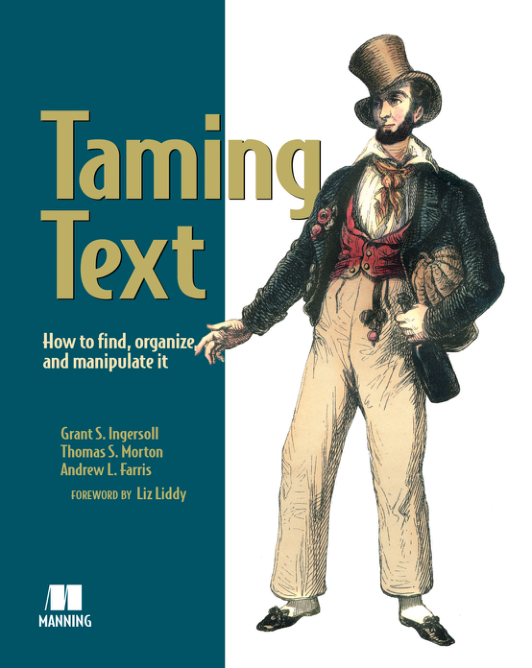 Taming
Text
How to find, organize,
and manipulate it
Grant S. Ingersoll
Thomas S. Morton
Andrew L. Farris
FOREWORD BY Liz Liddy
MANNING